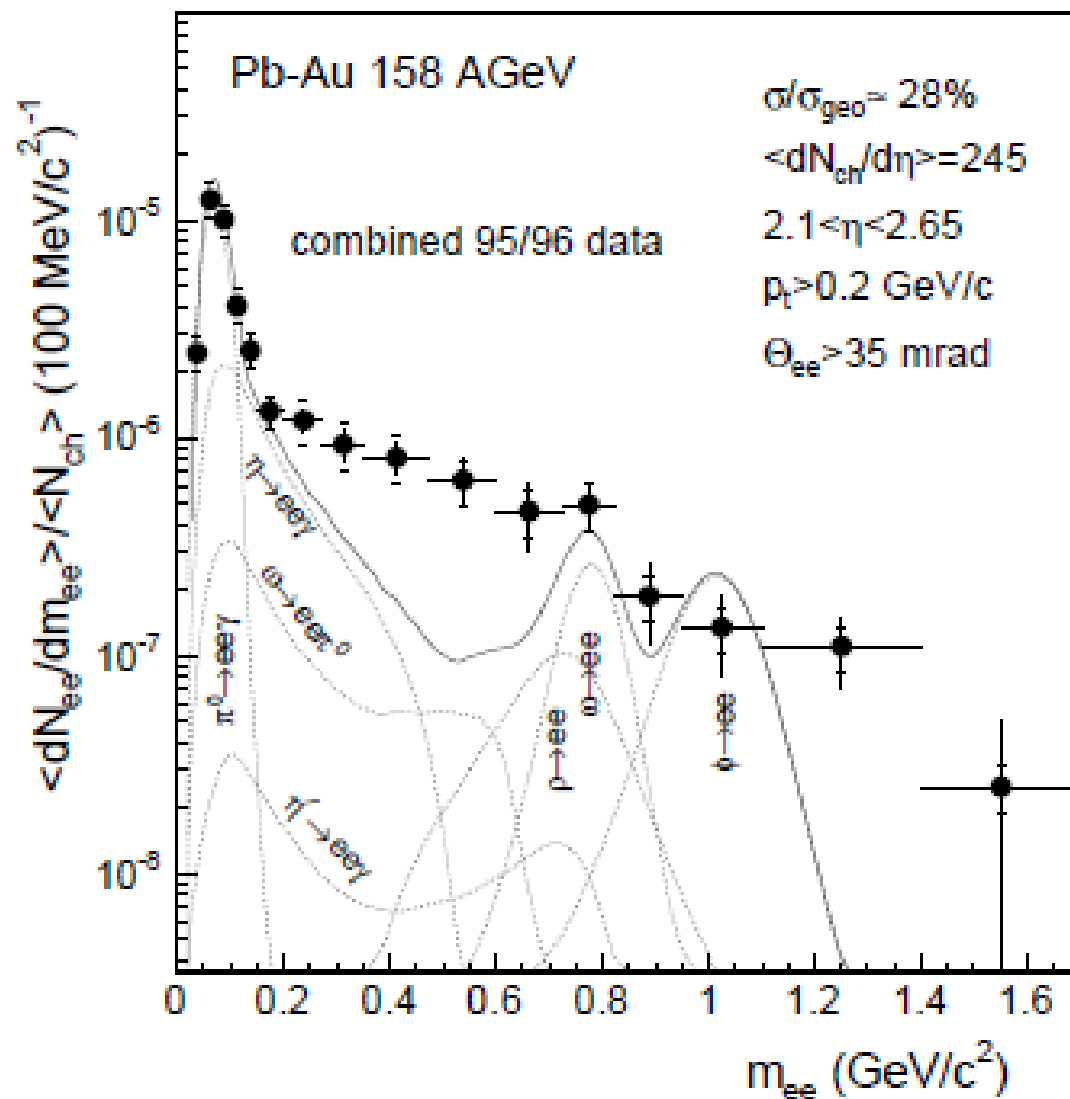 Pb-Au 158 AGeV
σ/σgeo≃ 28%
<dNch/dη>=245
2.1<η<2.65
pt>0.2 GeV/c
Θee>35 mrad
combined 95/96 data
<dNee/dmee>/<Nch> (100 MeV/c²)⁻¹
10⁻⁵
10⁻⁶
10⁻⁷
10⁻⁸
η→eeγ
ω→eeπ⁰
π⁰→eeγ
η′→eeγ
ρ→ee
ω→ee
ϕ→ee
0 0.2 0.4 0.6 0.8 1 1.2 1.4 1.6
mee (GeV/c²)